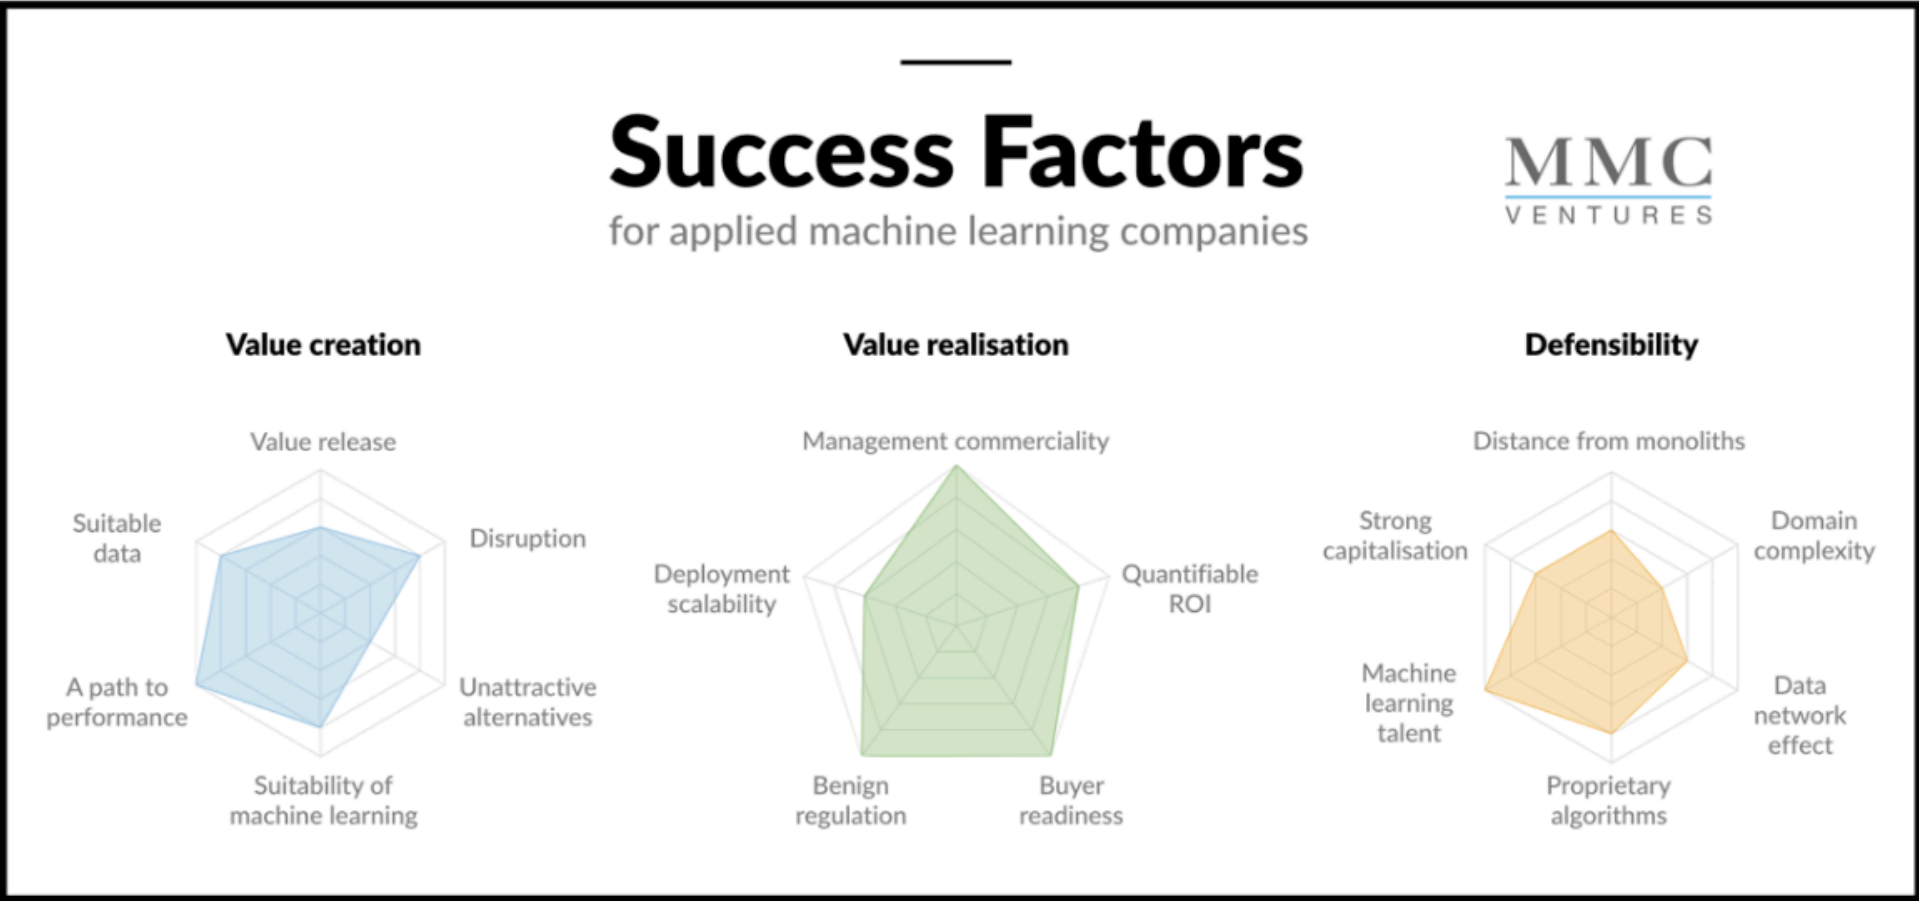 Success Factors
for applied machine learning companies
MMC
VENTURES
Value creation
Value release
Suitable
data
Disruption
A path to
performance
Unattractive
alternatives
Suitability of
machine learning
Value realisation
Management commerciality
Deployment
scalability
Quantifiable
ROI
Benign
regulation
Buyer
readiness
Defensibility
Distance from monoliths
Strong
capitalisation
Domain
complexity
Machine
learning
talent
Data
network
effect
Proprietary
algorithms